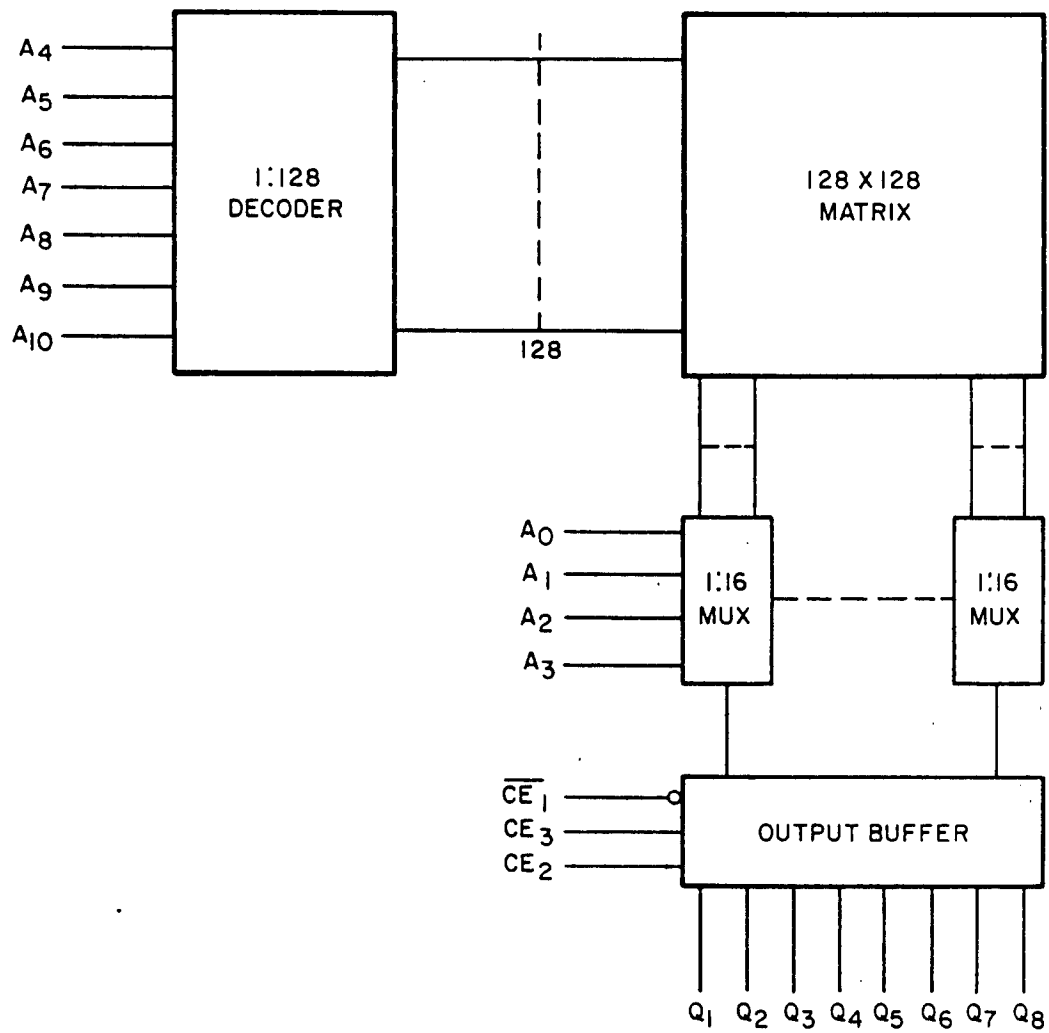 A4
A5
A6
A7
A8
A9
A10
1:128
DECODER
128
128 X 128
MATRIX
A0
A1
A2
A3
1:16
MUX
1:16
MUX
C̅E̅1
CE3
CE2
OUTPUT BUFFER
Q1 Q2 Q3 Q4 Q5 Q6 Q7 Q8